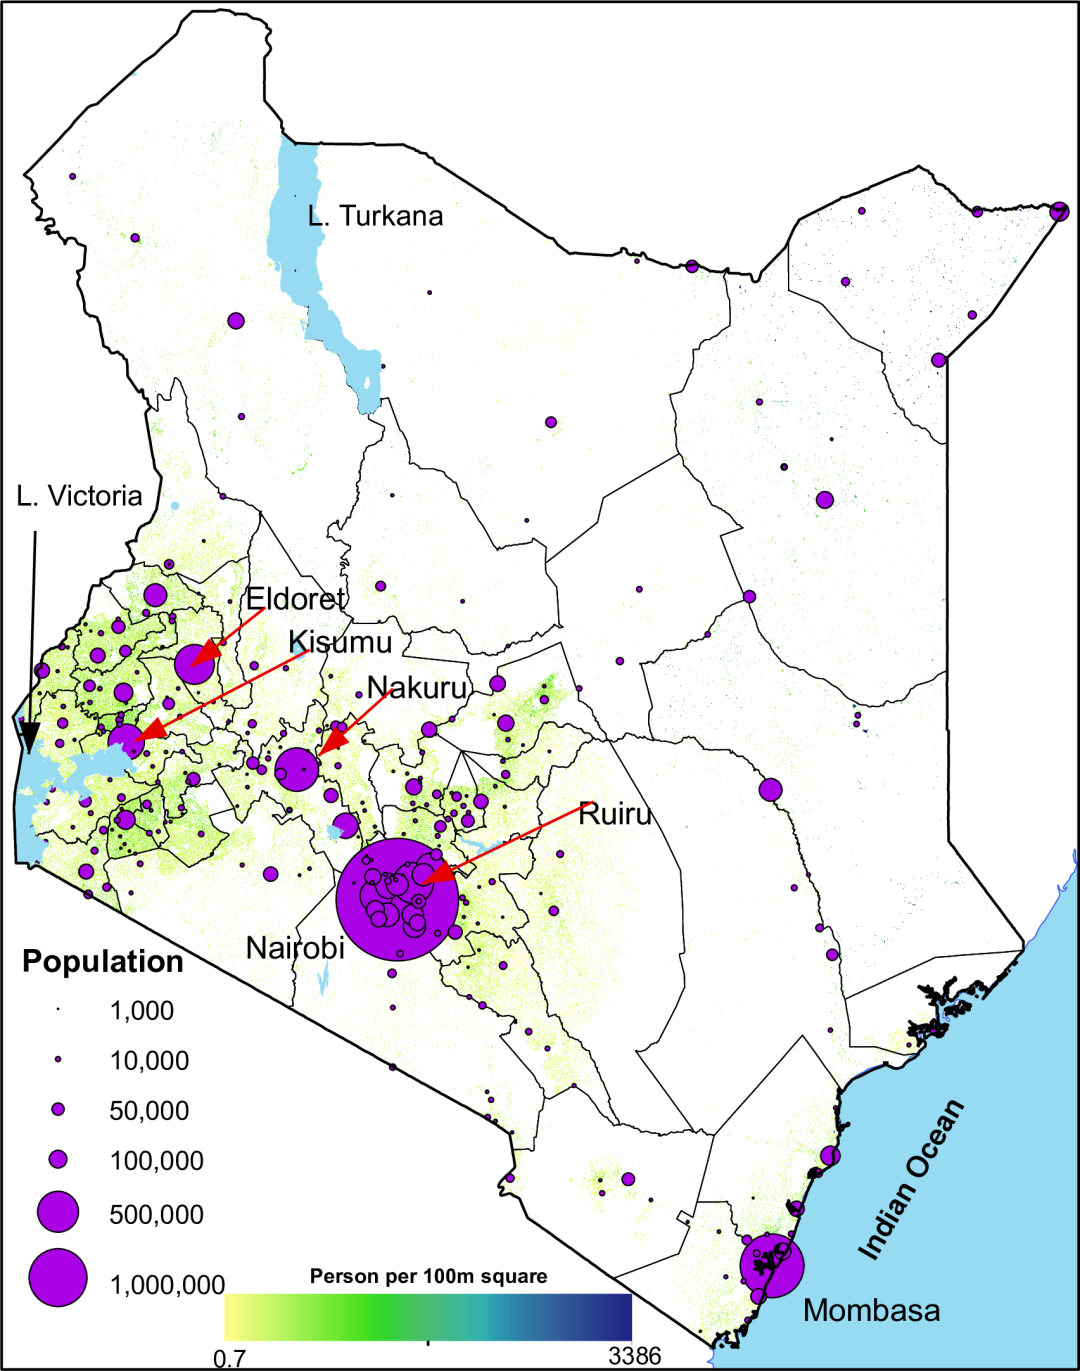 L. Turkana
L. Victoria
Eldoret
Kisumu
Nakuru
Ruiru
Nairobi
Population
1,000
10,000
50,000
100,000
500,000
1,000,000
Person per 100m square
0.7
3386
Indian Ocean
Mombasa